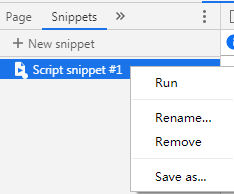 Page Snippets »
+ New snippet
Script snippet #1
Run
Rename...
Remove
Save as...